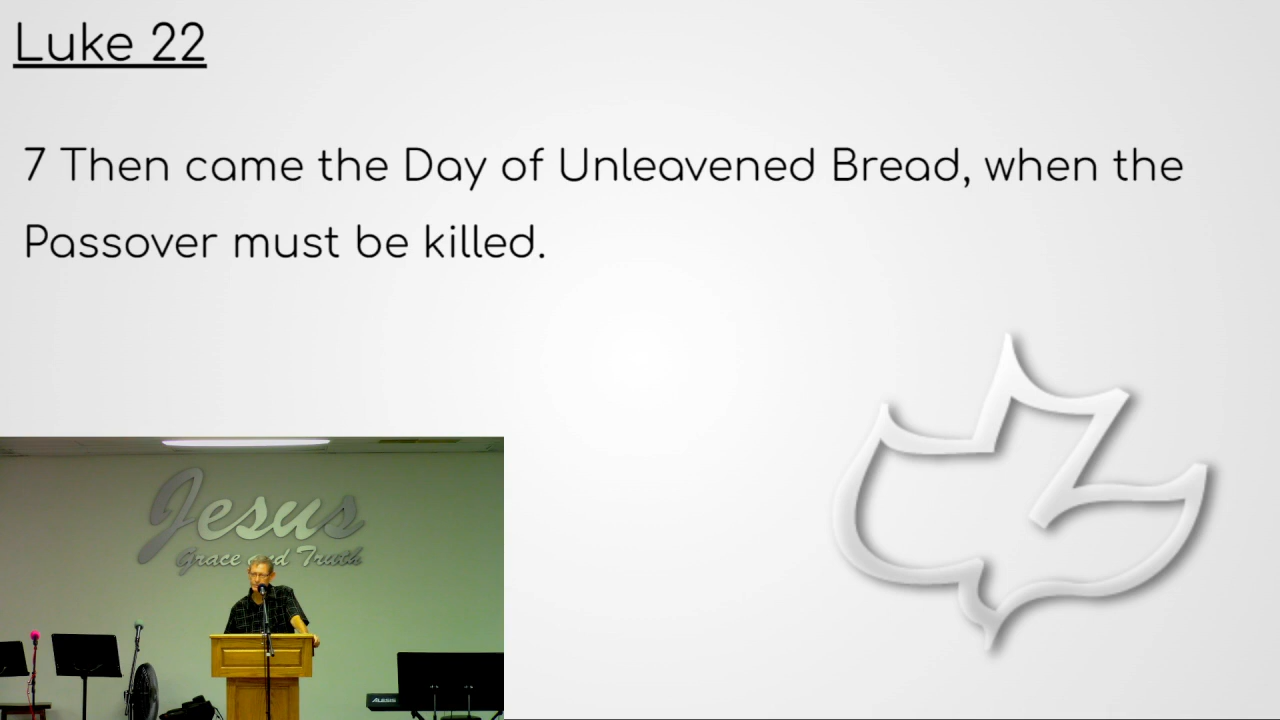 Luke 22
7 Then came the Day of Unleavened Bread, when the
Passover must be killed.
Jesus
Grace and Truth
ALESIS